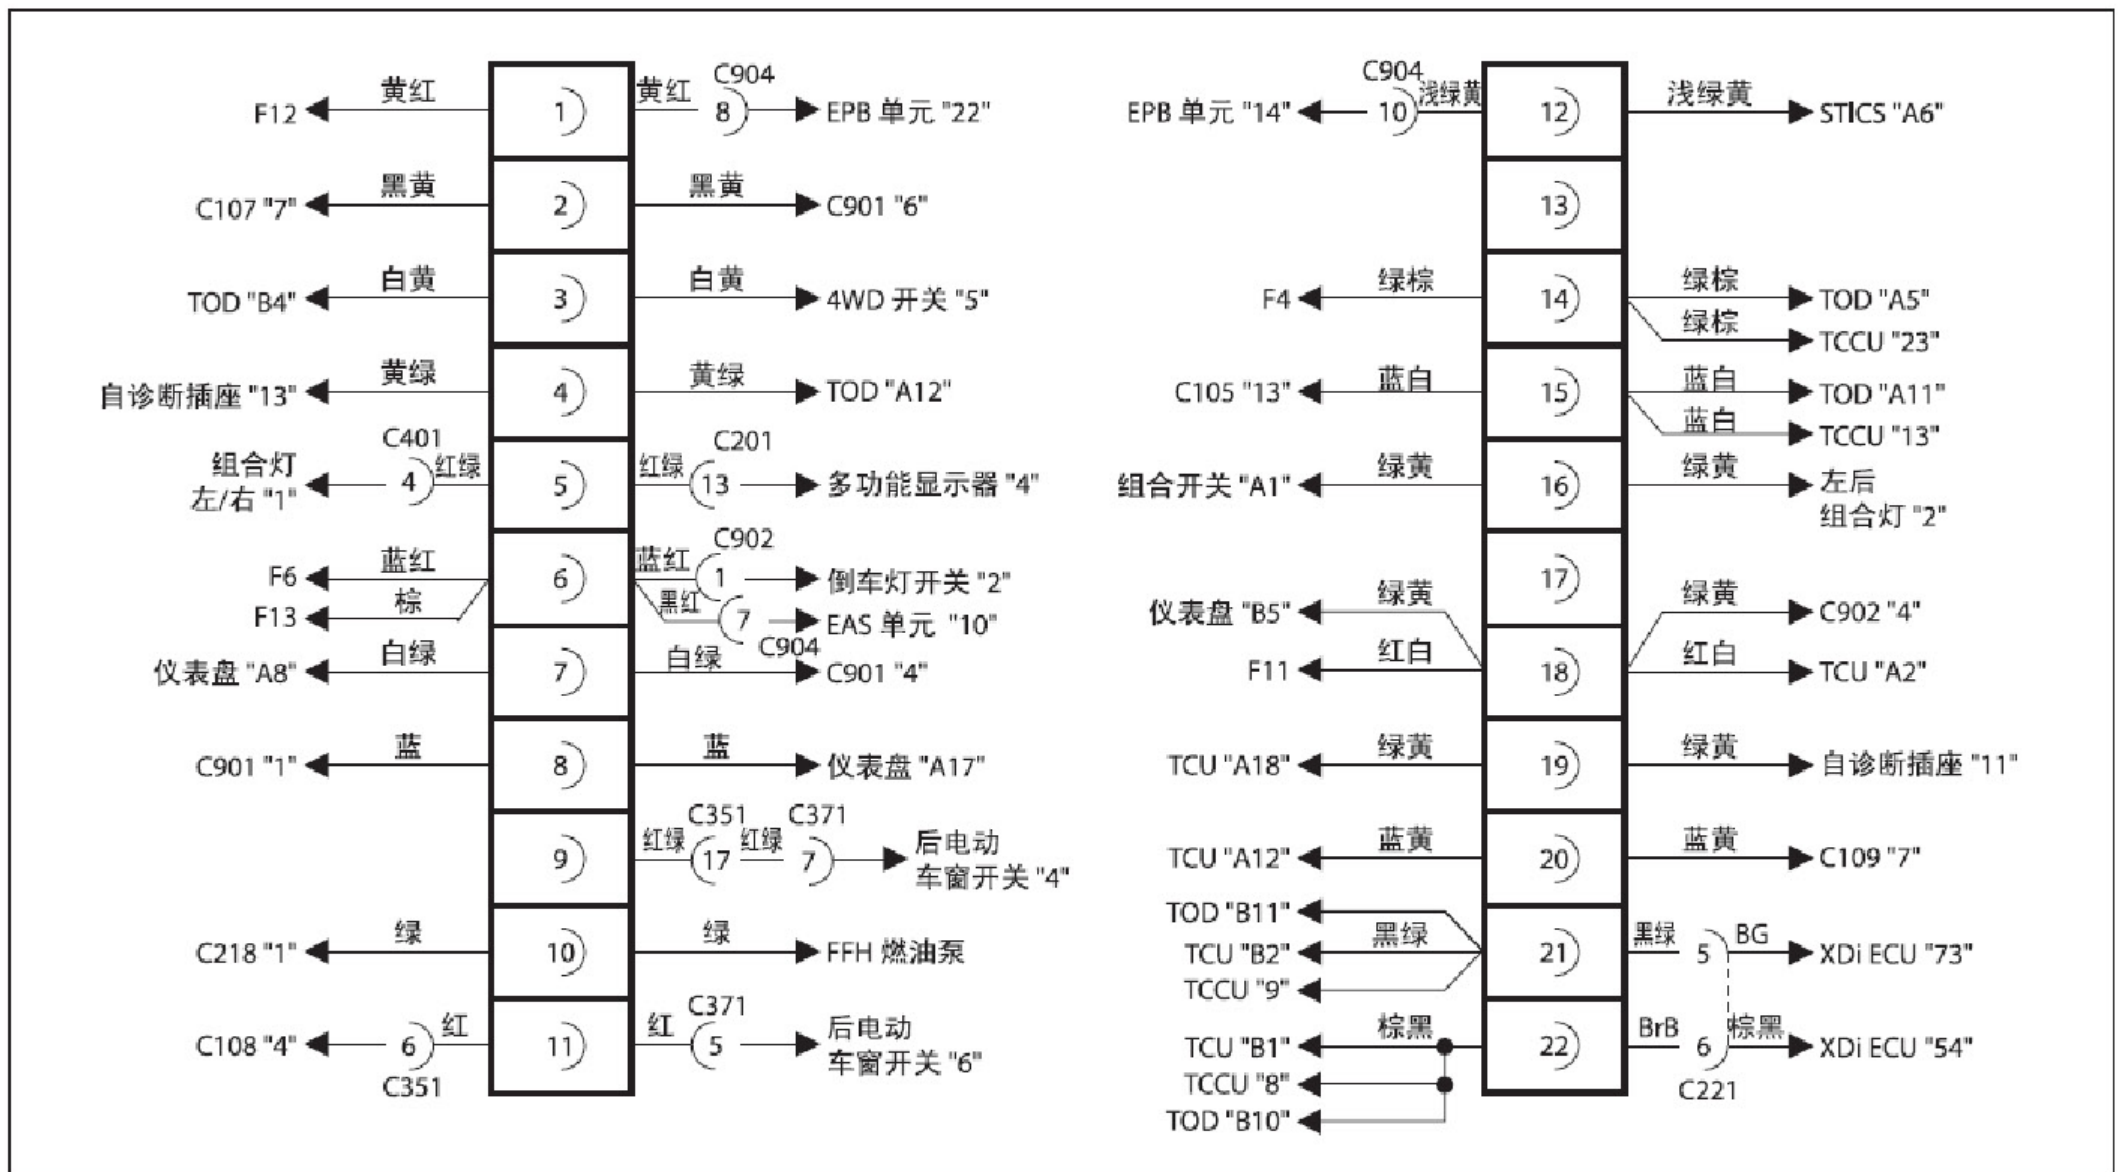 F12 黄红 1 黄红 C904 8 EPB 单元 "22"
C107 "7" 黑黄 2 黑黄 C901 "6"
TOD "B4" 白黄 3 白黄 4WD 开关 "5"
自诊断插座 "13" 黄绿 4 黄绿 TOD "A12"
组合灯
左/右 "1" C401 4 红绿 5 红绿 C201 13 多功能显示器 "4"
F6 蓝红 6 蓝红 C902 1 倒车灯开关 "2"
F13 棕 黑红 7 C904 EAS 单元 "10"
仪表盘 "A8" 白绿 7 白绿 C901 "4"
C901 "1" 蓝 8 蓝 仪表盘 "A17"
9 红绿 C351 17 红绿 C371 7 后电动
车窗开关 "4"
C218 "1" 绿 10 绿 FFH 燃油泵
C108 "4" 6 C351 红 11 红 C371 5 后电动
车窗开关 "6"
EPB 单元 "14" C904 10 浅绿黄 12 浅绿黄 STICS "A6"
13
F4 绿棕 14 绿棕 TOD "A5"
绿棕 TCCU "23"
C105 "13" 蓝白 15 蓝白 TOD "A11"
蓝白 TCCU "13"
组合开关 "A1" 绿黄 16 绿黄 左后
组合灯 "2"
17
仪表盘 "B5" 绿黄 绿黄 C902 "4"
F11 红白 18 红白 TCU "A2"
TCU "A18" 绿黄 19 绿黄 自诊断插座 "11"
TCU "A12" 蓝黄 20 蓝黄 C109 "7"
TOD "B11"
TCU "B2" 黑绿 21 黑绿 5 BG XDi ECU "73"
TCCU "9"
TCU "B1" 棕黑 22 BrB 6 棕黑 XDi ECU "54"
TCCU "8" C221
TOD "B10"